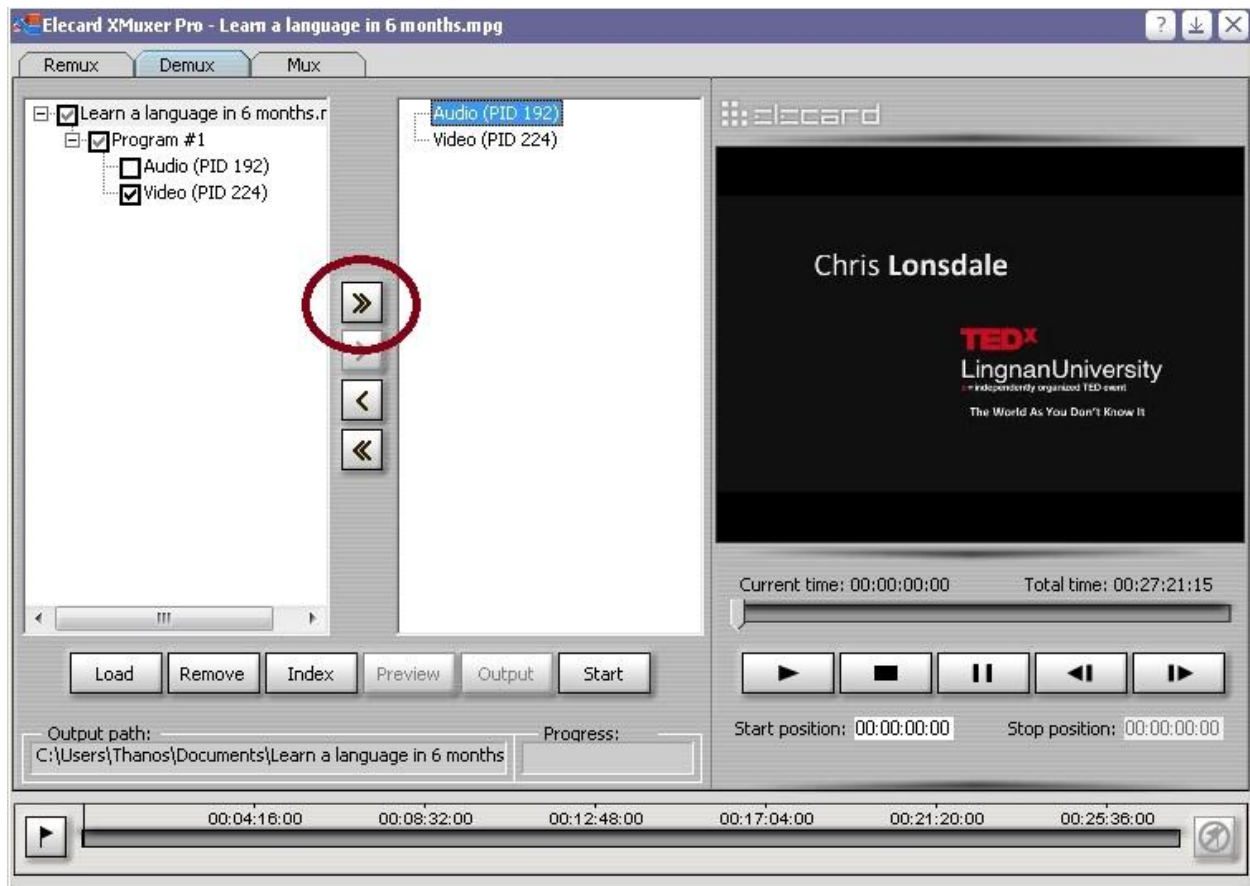 Elecard XMuxer Pro - Learn a language in 6 months.mpg
Remux Demux Mux
Learn a language in 6 months.r
Program #1
Audio (PID 192)
Video (PID 224)
Audio (PID 192)
Video (PID 224)
elecard
Chris Lonsdale
TEDx
LingnanUniversity
x = independently organized TED event
The World As You Don't Know It
Current time: 00:00:00:00 Total time: 00:27:21:15
Load Remove Index Preview Output Start
Start position: 00:00:00:00 Stop position: 00:00:00:00
Output path: Progress:
C:\Users\Thanos\Documents\Learn a language in 6 months
00:04:16:00 00:08:32:00 00:12:48:00 00:17:04:00 00:21:20:00 00:25:36:00